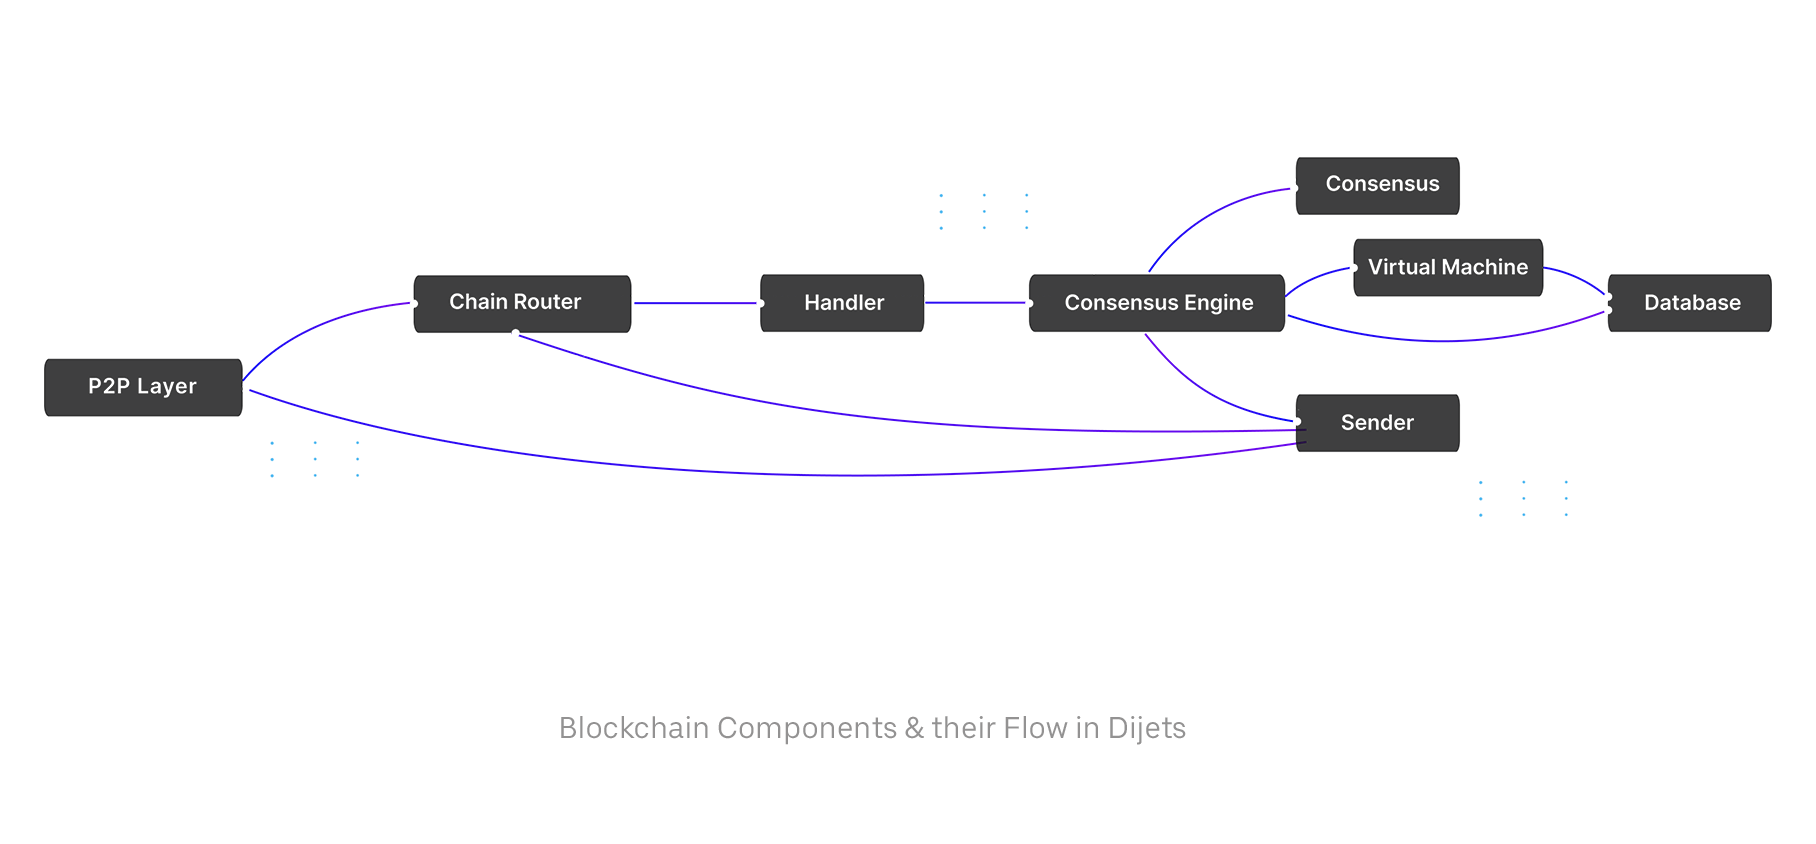 Consensus
Virtual Machine
Chain Router
Handler
Consensus Engine
Database
P2P Layer
Sender
Blockchain Components & their Flow in Dijets